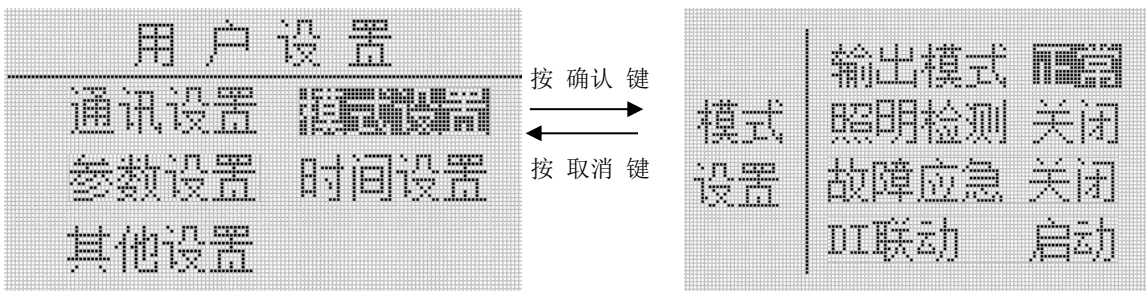 用户设置
通讯设置 模式设置
参数设置 时间设置
其他设置
按 确认 键
按 取消 键
模式
设置
输出模式 正常
照明检测 关闭
故障应急 关闭
DI联动 启动